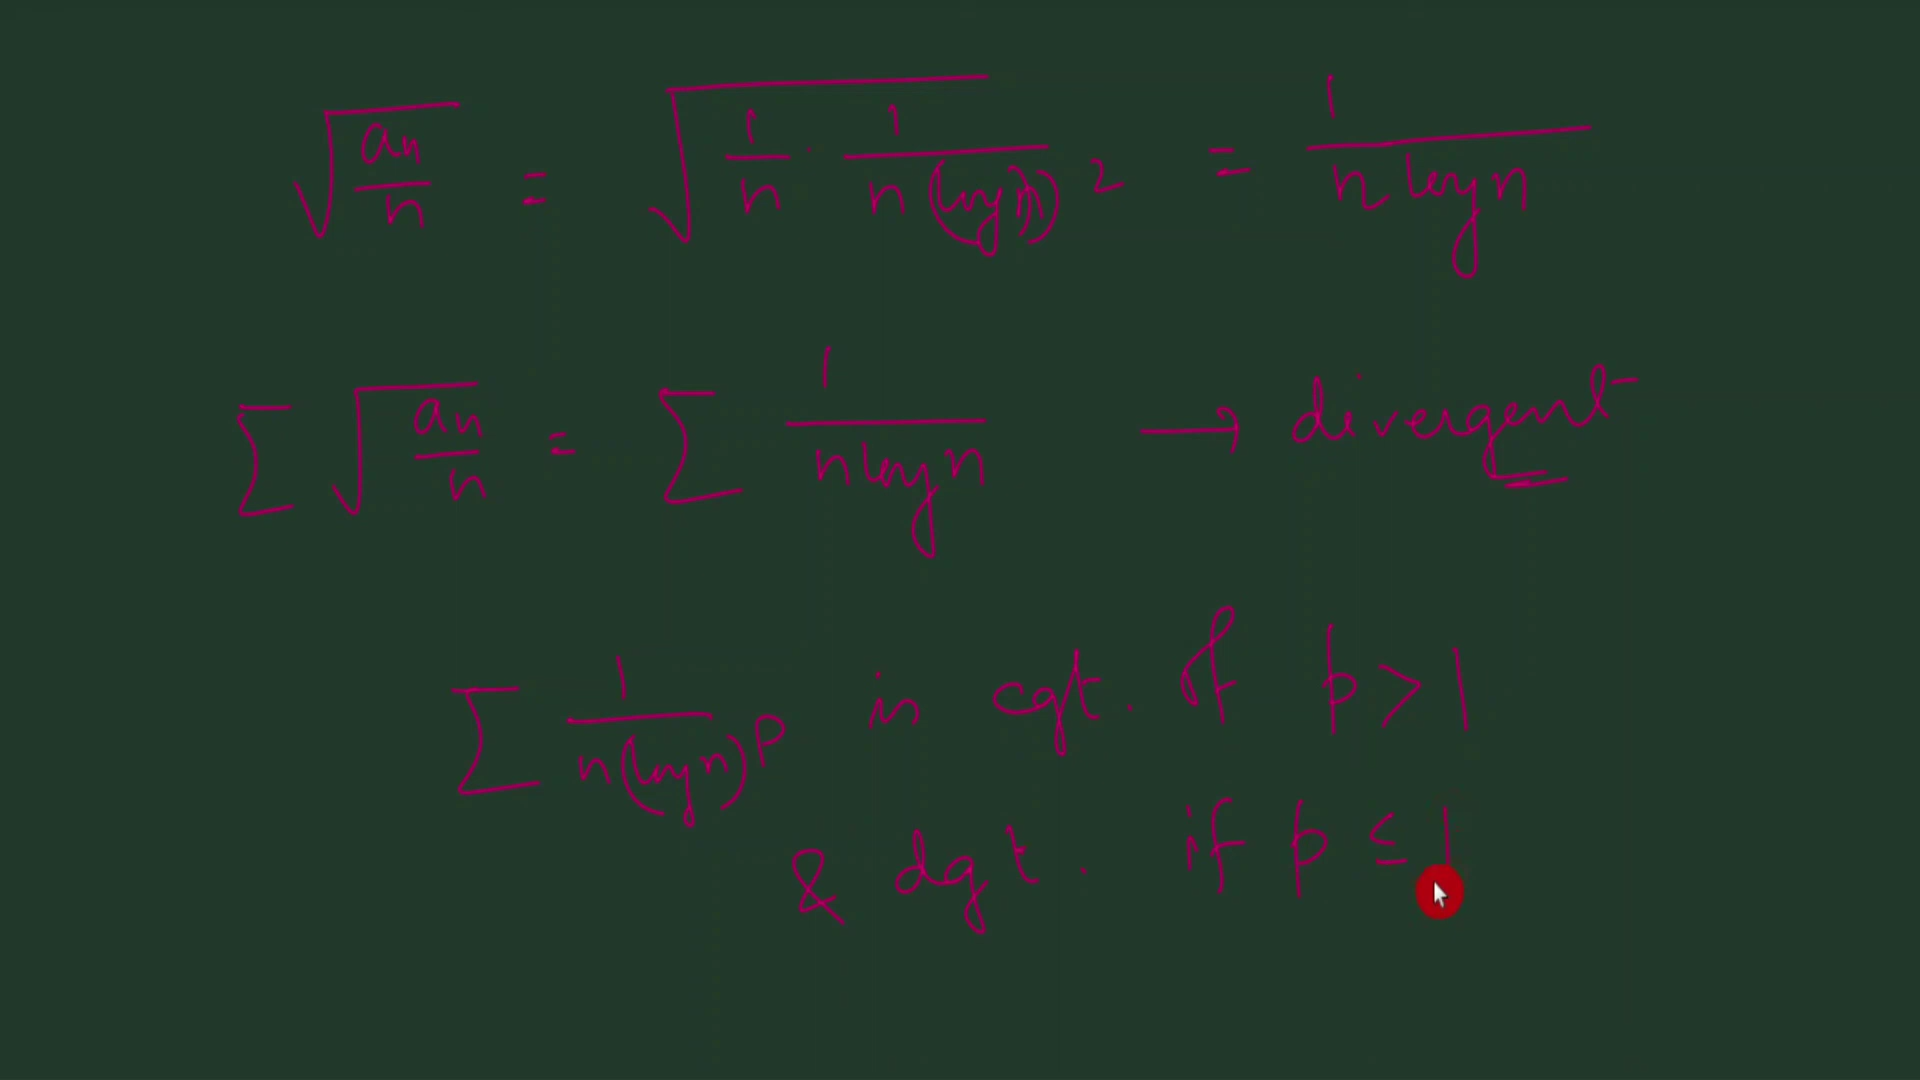 √(an/n) = √(1/n · 1/n(log n)²) = 1/n log n
∑ √(an/n) = ∑ 1/n log n → divergent
∑ 1/n(log n)^p is cgt. if p > 1
& dgt. if p ≤ 1